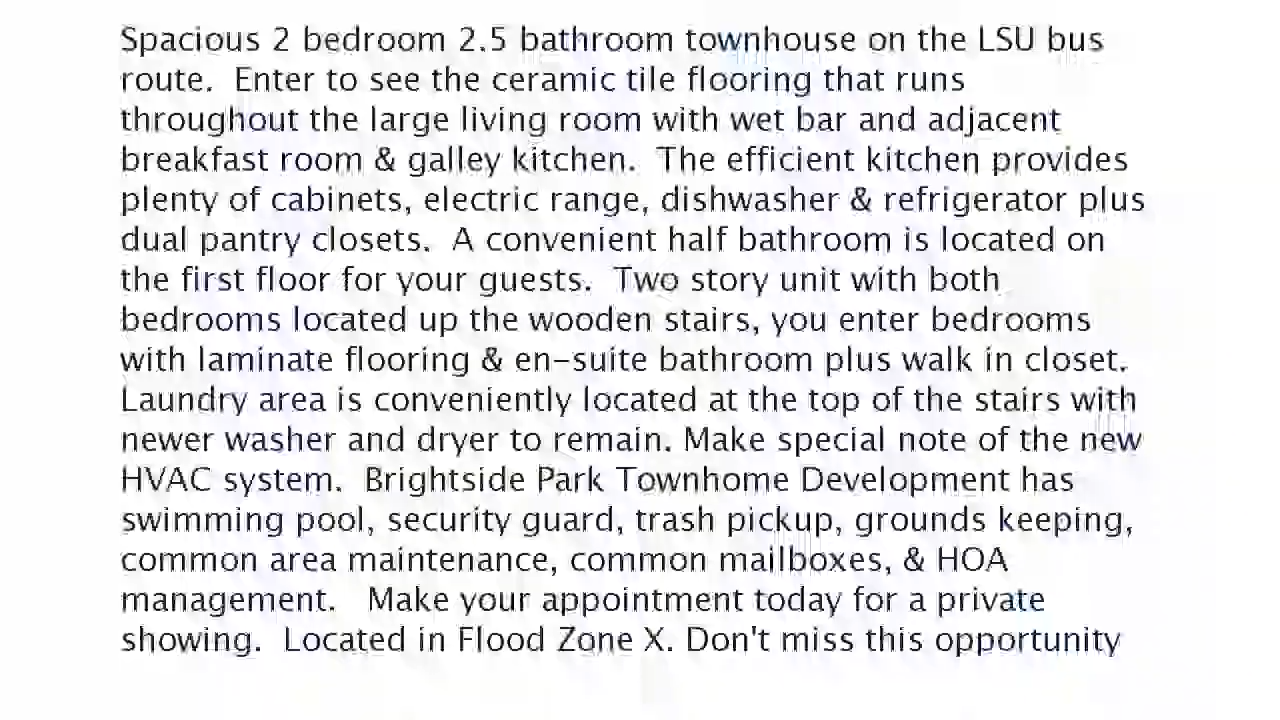 Spacious 2 bedroom 2.5 bathroom townhouse on the LSU bus
route.  Enter to see the ceramic tile flooring that runs
throughout the large living room with wet bar and adjacent
breakfast room & galley kitchen.  The efficient kitchen provides
plenty of cabinets, electric range, dishwasher & refrigerator plus
dual pantry closets.  A convenient half bathroom is located on
the first floor for your guests.  Two story unit with both
bedrooms located up the wooden stairs, you enter bedrooms
with laminate flooring & en-suite bathroom plus walk in closet.
Laundry area is conveniently located at the top of the stairs with
newer washer and dryer to remain. Make special note of the new
HVAC system.  Brightside Park Townhome Development has
swimming pool, security guard, trash pickup, grounds keeping,
common area maintenance, common mailboxes, & HOA
management.   Make your appointment today for a private
showing.  Located in Flood Zone X. Don't miss this opportunity